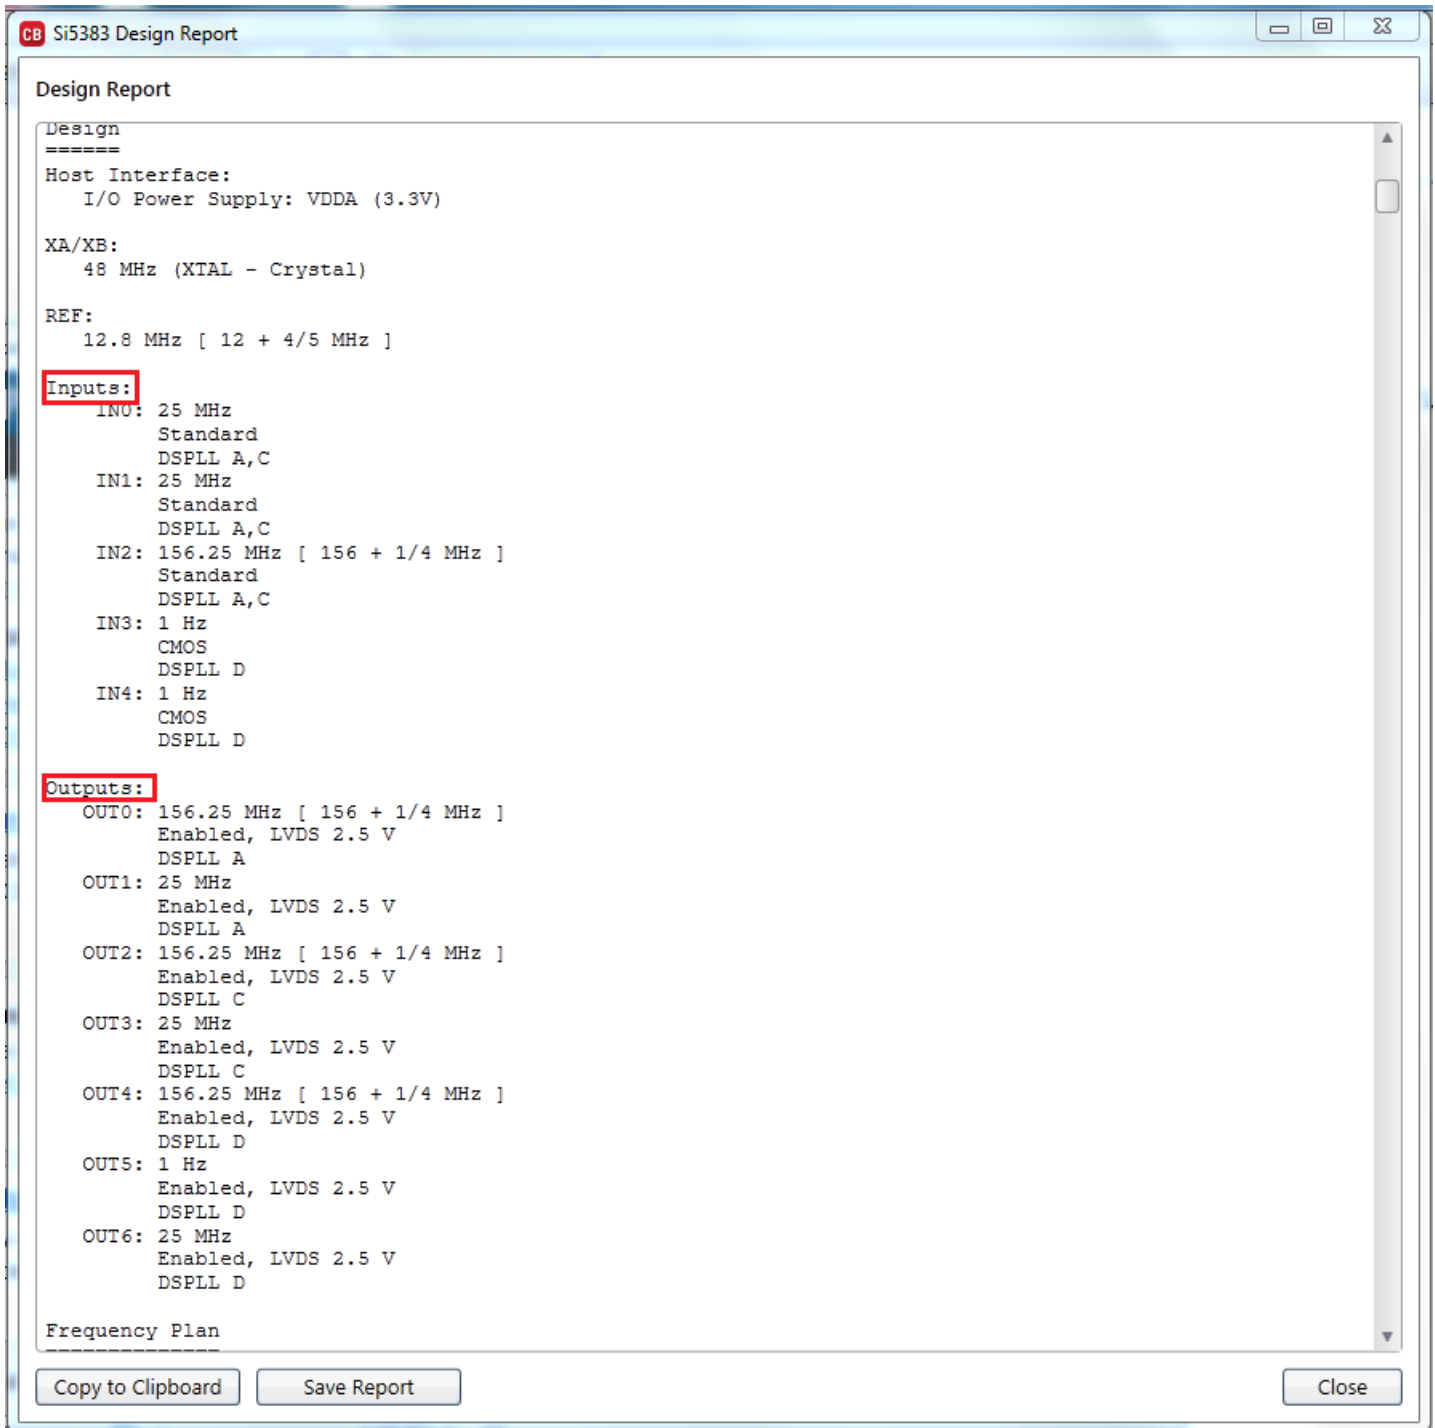 CB Si5383 Design Report
Design Report
Design
======
Host Interface:
I/O Power Supply: VDDA (3.3V)
XA/XB:
48 MHz (XTAL - Crystal)
REF:
12.8 MHz [ 12 + 4/5 MHz ]
Inputs:
IN0: 25 MHz
Standard
DSPLL A,C
IN1: 25 MHz
Standard
DSPLL A,C
IN2: 156.25 MHz [ 156 + 1/4 MHz ]
Standard
DSPLL A,C
IN3: 1 Hz
CMOS
DSPLL D
IN4: 1 Hz
CMOS
DSPLL D
Outputs:
OUT0: 156.25 MHz [ 156 + 1/4 MHz ]
Enabled, LVDS 2.5 V
DSPLL A
OUT1: 25 MHz
Enabled, LVDS 2.5 V
DSPLL A
OUT2: 156.25 MHz [ 156 + 1/4 MHz ]
Enabled, LVDS 2.5 V
DSPLL C
OUT3: 25 MHz
Enabled, LVDS 2.5 V
DSPLL C
OUT4: 156.25 MHz [ 156 + 1/4 MHz ]
Enabled, LVDS 2.5 V
DSPLL D
OUT5: 1 Hz
Enabled, LVDS 2.5 V
DSPLL D
OUT6: 25 MHz
Enabled, LVDS 2.5 V
DSPLL D
Frequency Plan
==============
Copy to Clipboard Save Report Close